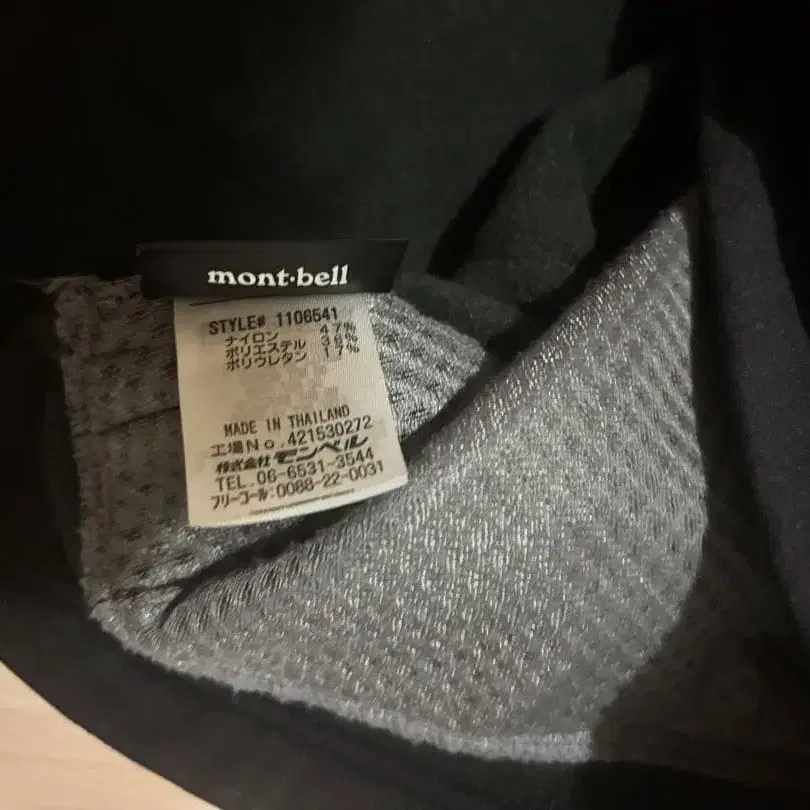 mont·bell
STYLE# 1106541
ナイロン 47%
ポリエステル 36%
ポリウレタン 17%
MADE IN THAILAND
工場No.421530272
株式会社モンベル
TEL.06-6531-3544
フリーコール:0088-22-0031